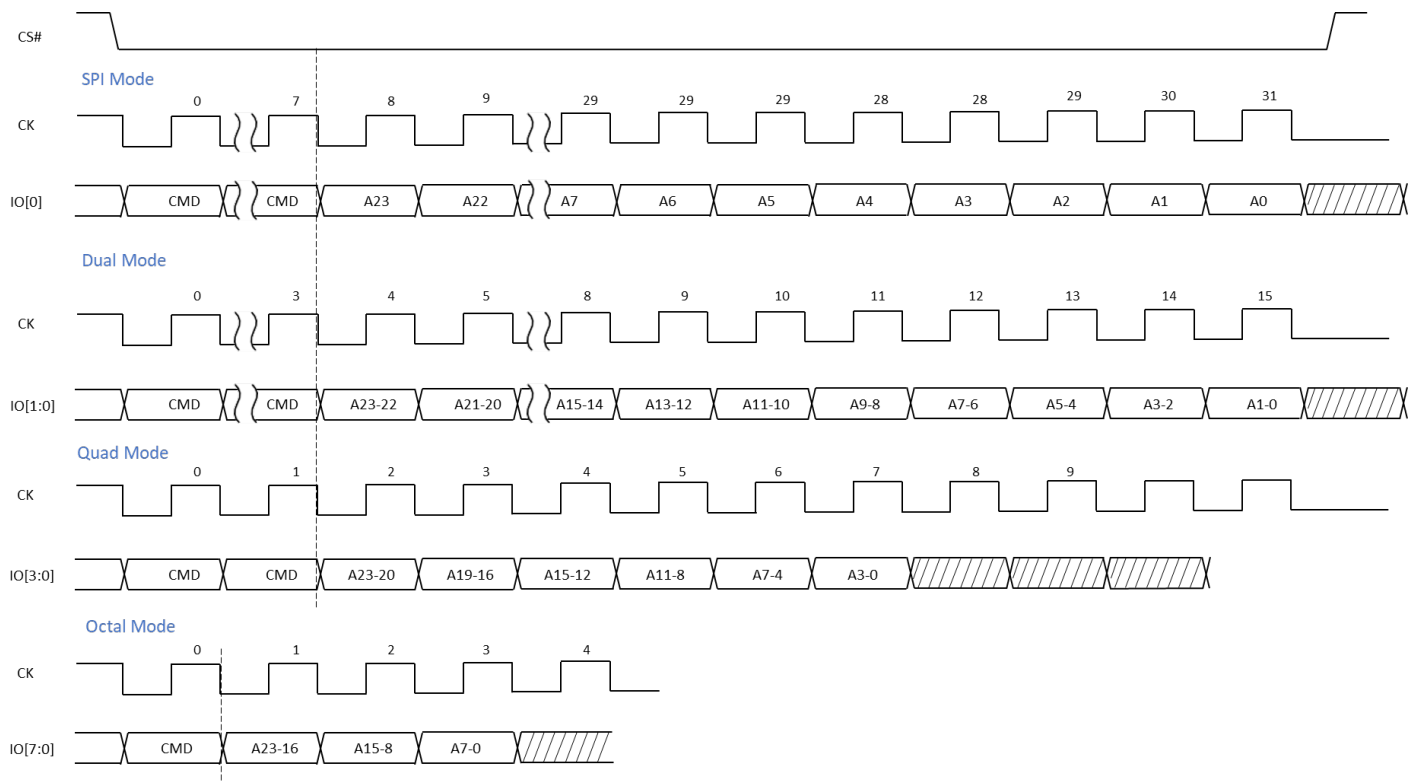 CS#
SPI Mode
0 7 8 9 29 29 29 28 28 29 30 31
CK
IO[0] CMD CMD A23 A22 A7 A6 A5 A4 A3 A2 A1 A0
Dual Mode
0 3 4 5 8 9 10 11 12 13 14 15
CK
IO[1:0] CMD CMD A23-22 A21-20 A15-14 A13-12 A11-10 A9-8 A7-6 A5-4 A3-2 A1-0
Quad Mode
0 1 2 3 4 5 6 7 8 9
CK
IO[3:0] CMD CMD A23-20 A19-16 A15-12 A11-8 A7-4 A3-0
Octal Mode
0 1 2 3 4
CK
IO[7:0] CMD A23-16 A15-8 A7-0